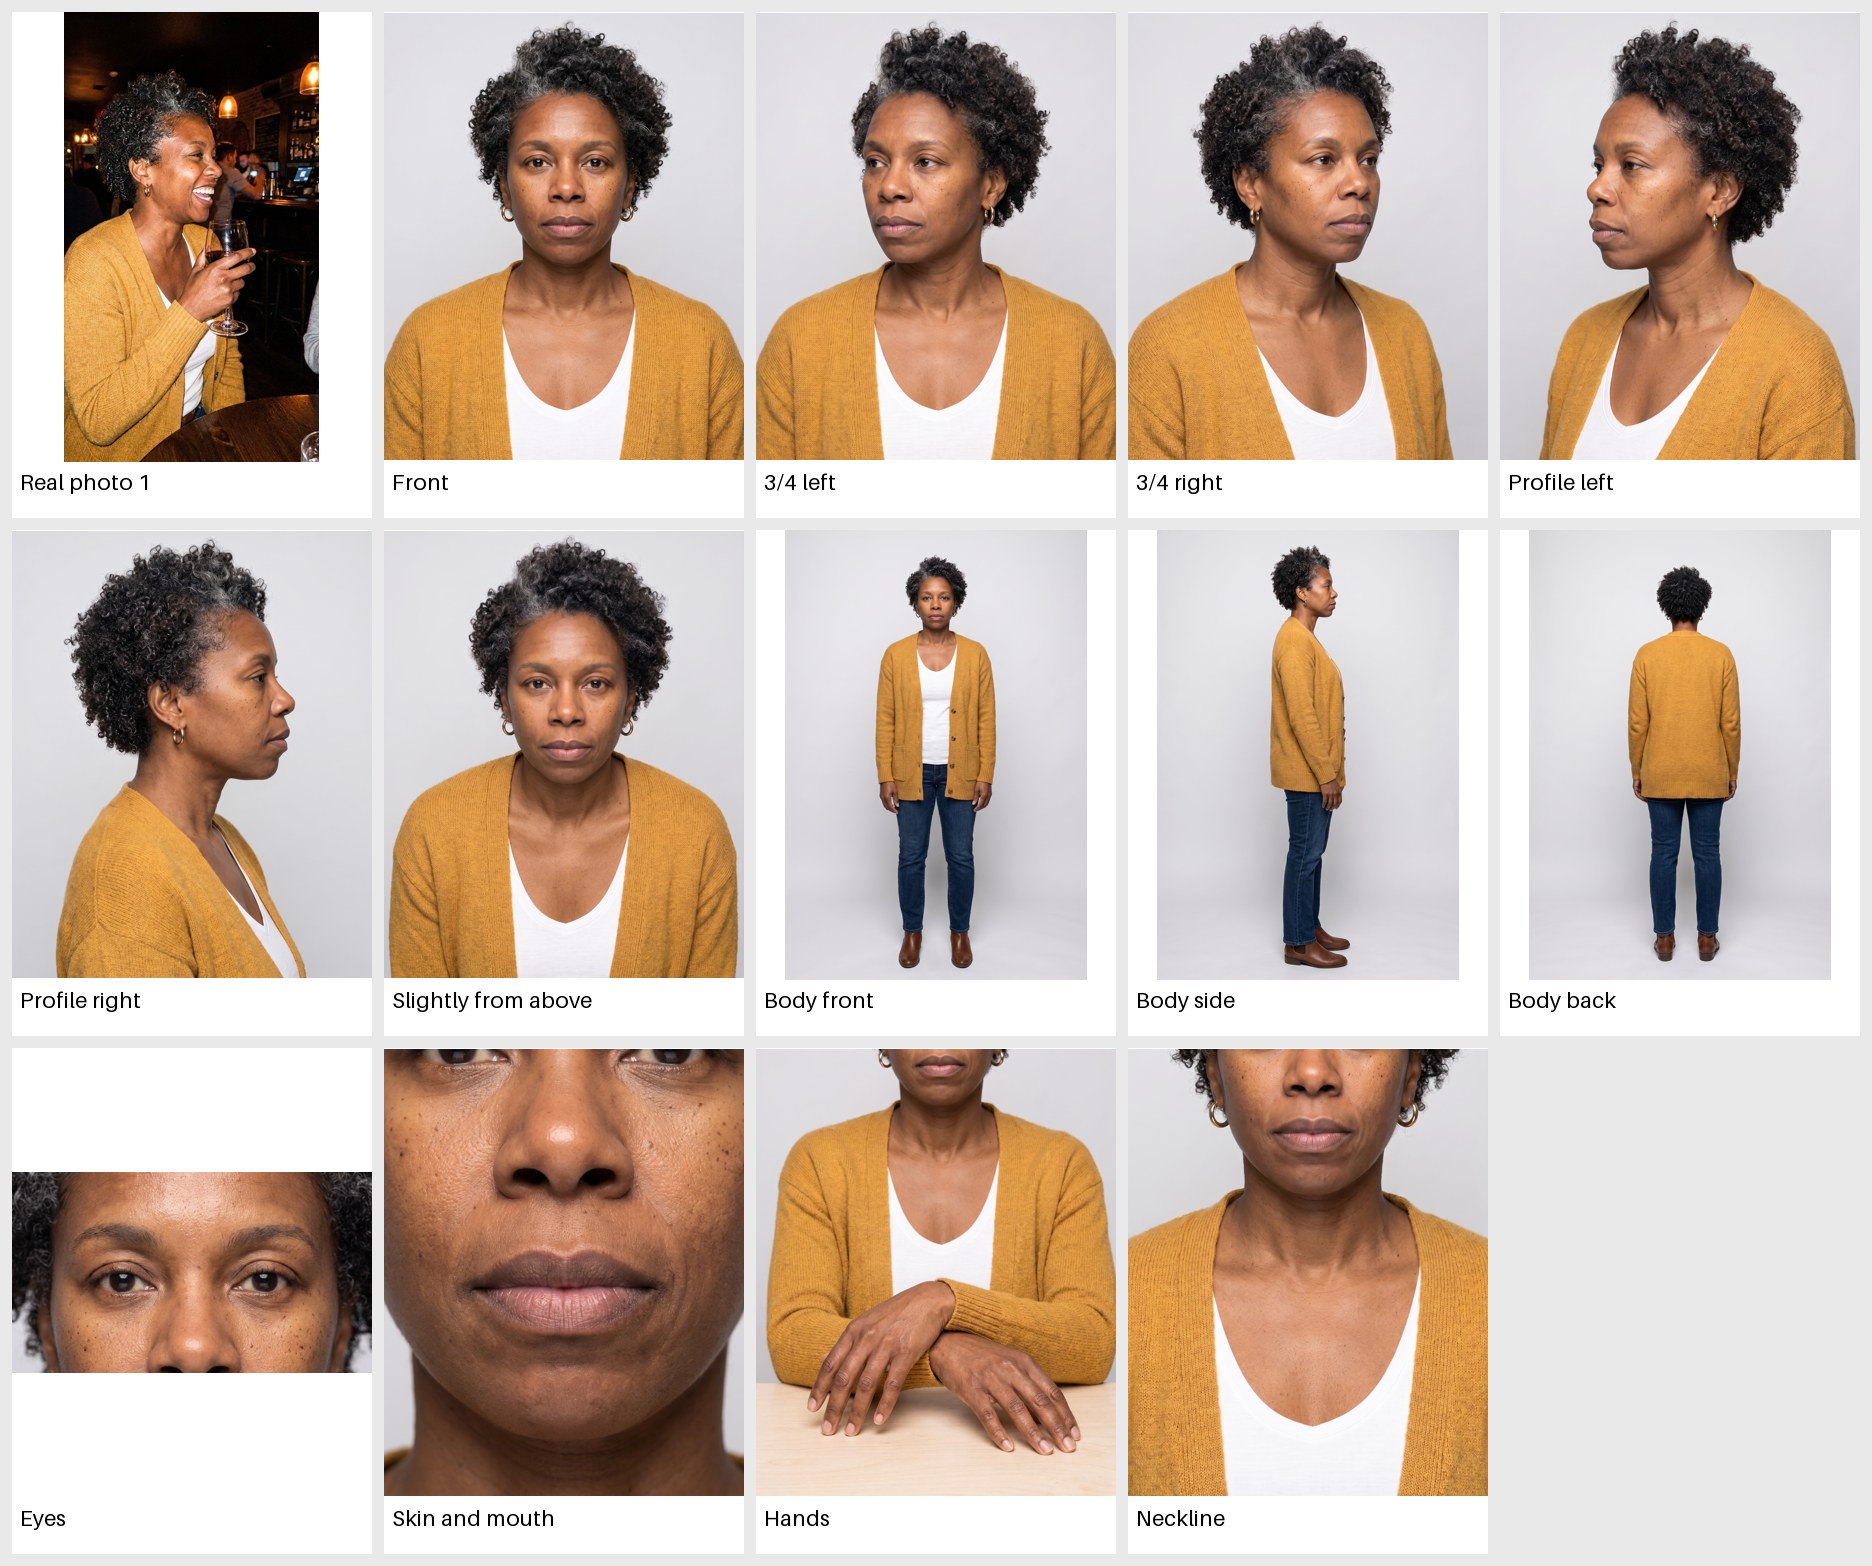 Real photo 1
Front
3/4 left
3/4 right
Profile left
Profile right
Slightly from above
Body front
Body side
Body back
Eyes
Skin and mouth
Hands
Neckline